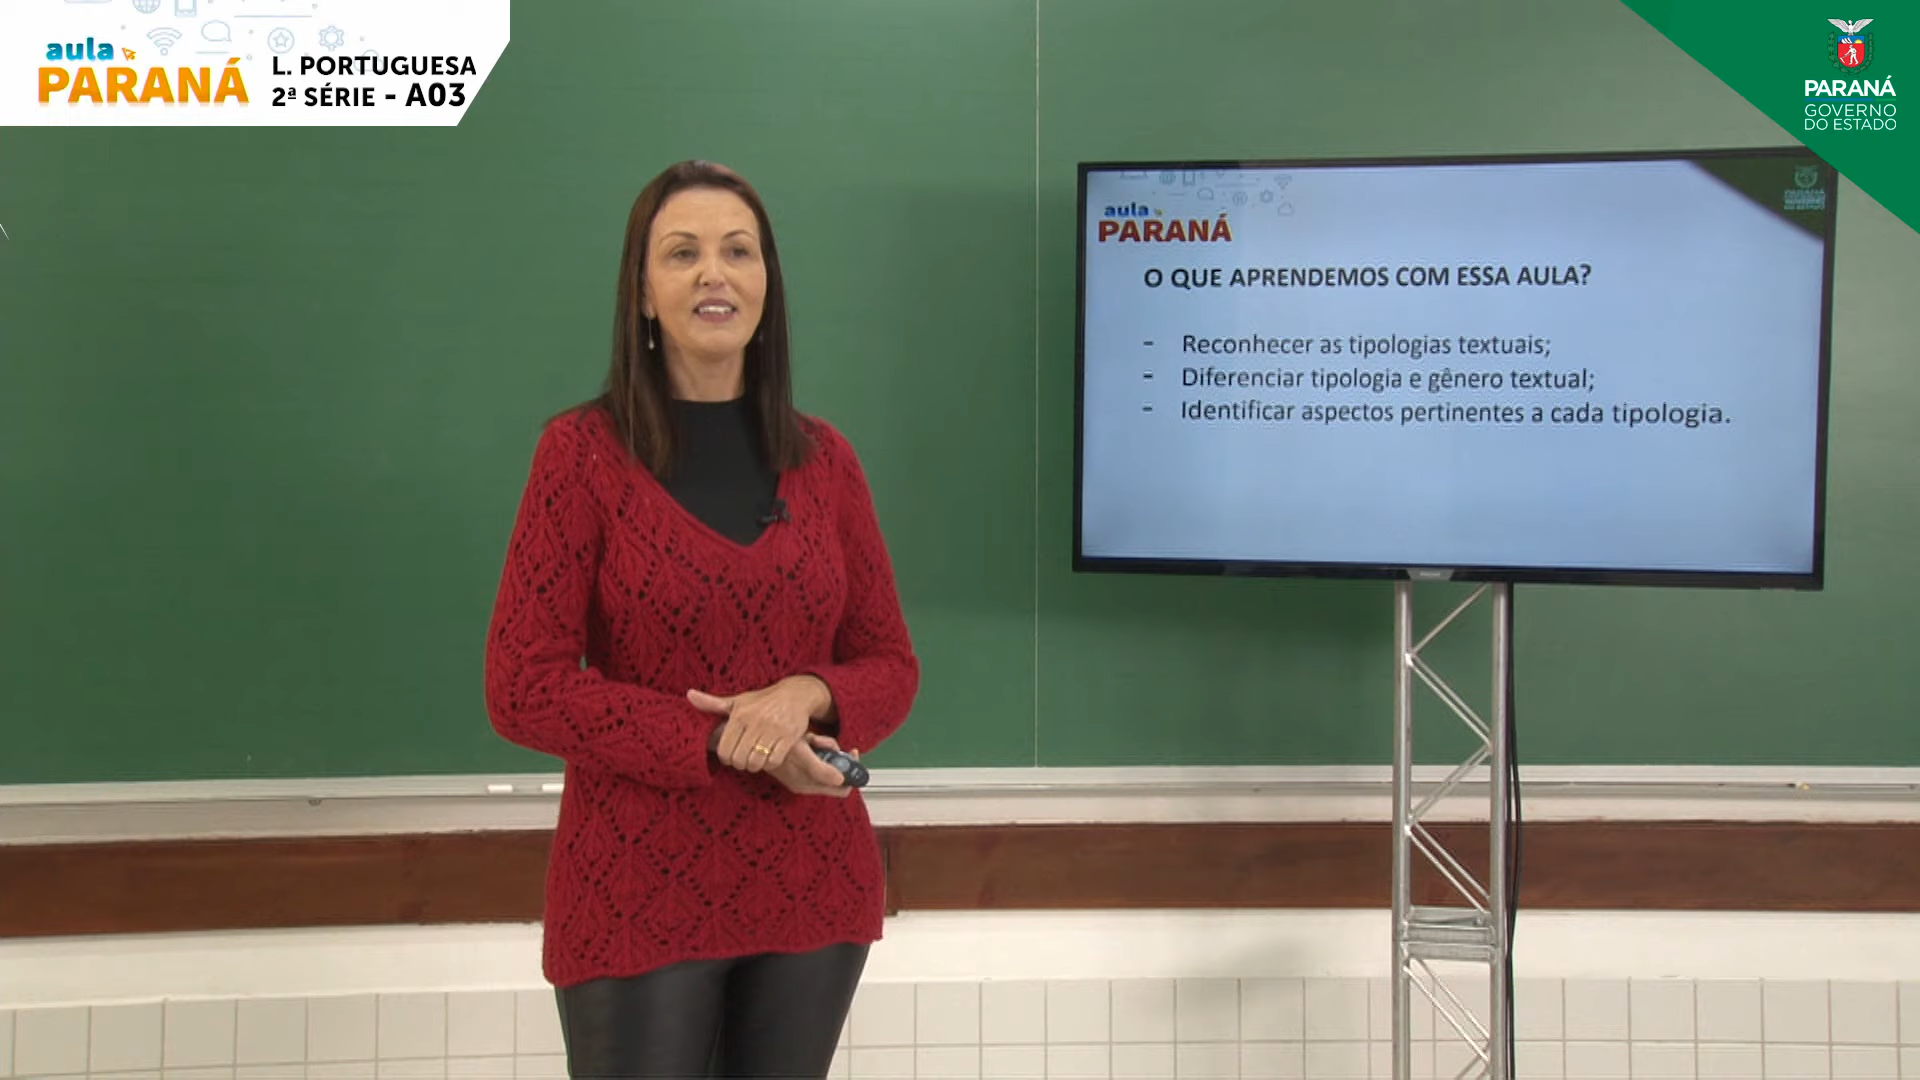 aula
PARANÁ
L. PORTUGUESA
2ª SÉRIE - A03
PARANÁ
GOVERNO
DO ESTADO
aula
PARANÁ
O QUE APRENDEMOS COM ESSA AULA?
- Reconhecer as tipologias textuais;
- Diferenciar tipologia e gênero textual;
- Identificar aspectos pertinentes a cada tipologia.